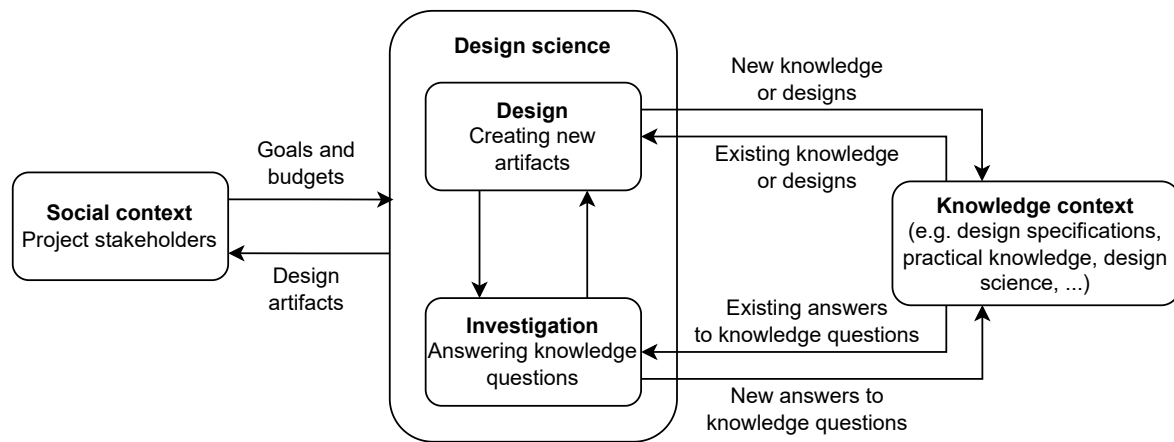 Design science
Design
Creating new
artifacts
New knowledge
or designs
Existing knowledge
or designs
Goals and
budgets
Social context
Project stakeholders
Design
artifacts
Knowledge context
(e.g. design specifications,
practical knowledge, design
science, ...)
Investigation
Answering knowledge
questions
Existing answers
to knowledge questions
New answers to
knowledge questions